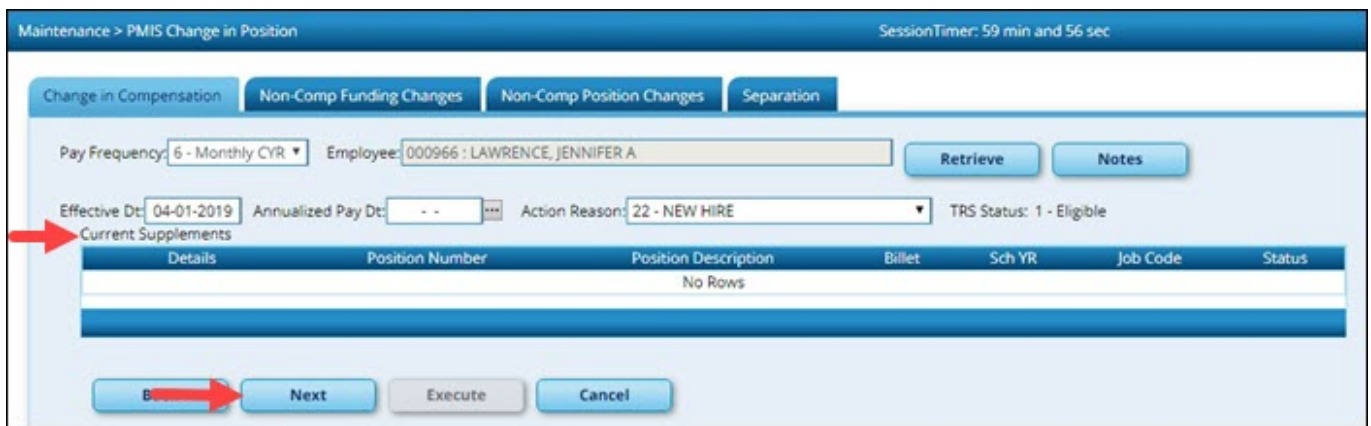 Maintenance > PMIS Change in Position SessionTimer: 59 min and 56 sec
Change in Compensation Non-Comp Funding Changes Non-Comp Position Changes Separation
Pay Frequency: 6 - Monthly CYR Employee: 000966 : LAWRENCE, JENNIFER A Retrieve Notes
Effective Dt: 04-01-2019 Annualized Pay Dt: - - Action Reason: 22 - NEW HIRE TRS Status: 1 - Eligible
Current Supplements
Details Position Number Position Description Billet Sch YR Job Code Status
No Rows
Next Execute Cancel